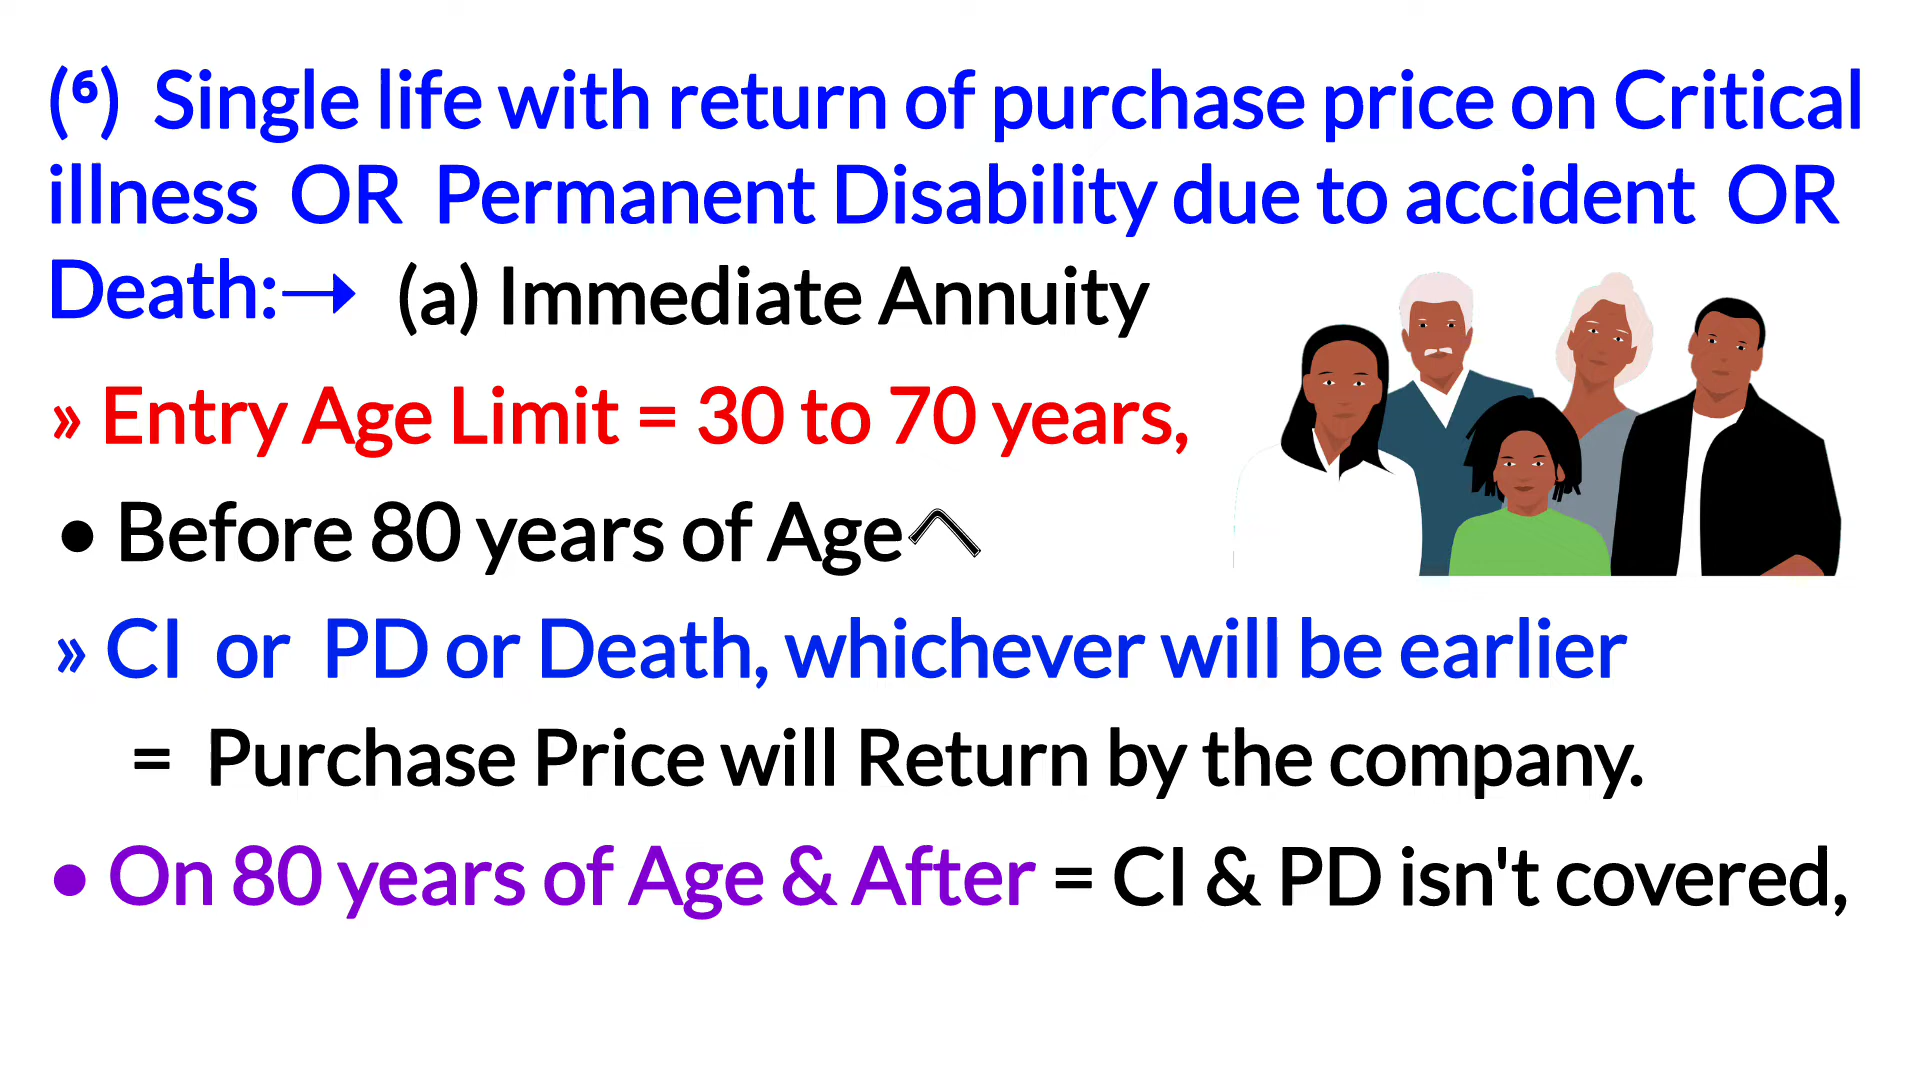 (⁶) Single life with return of purchase price on Critical
illness OR Permanent Disability due to accident OR
Death:→ (a) Immediate Annuity
» Entry Age Limit = 30 to 70 years,
• Before 80 years of Age
» CI or PD or Death, whichever will be earlier
= Purchase Price will Return by the company.
• On 80 years of Age & After = CI & PD isn't covered,